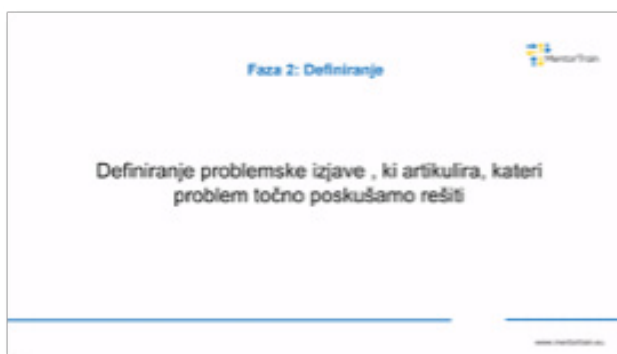 Faza 2: Definiranje
MentorTrain
Definiranje problemske izjave , ki artikulira, kateri
problem točno poskušamo rešiti
www.mentortrain.eu